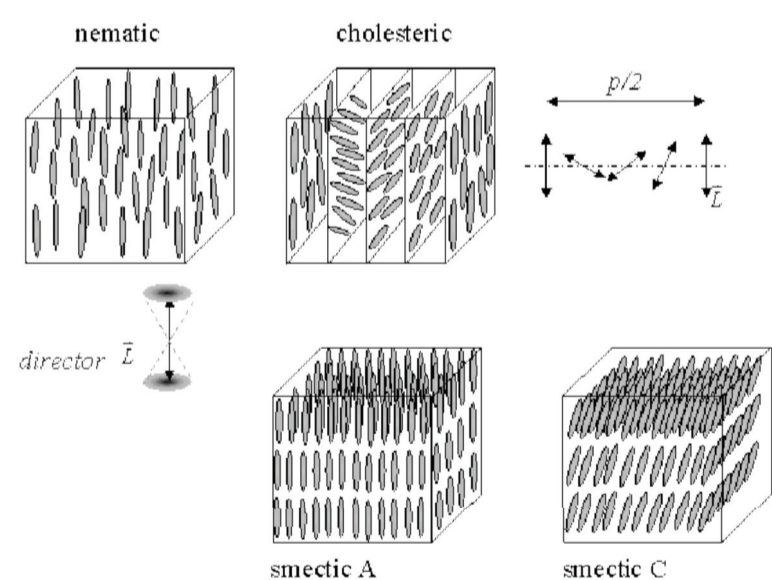 nematic
cholesteric
p/2
L̄
director L̄
smectic A
smectic C